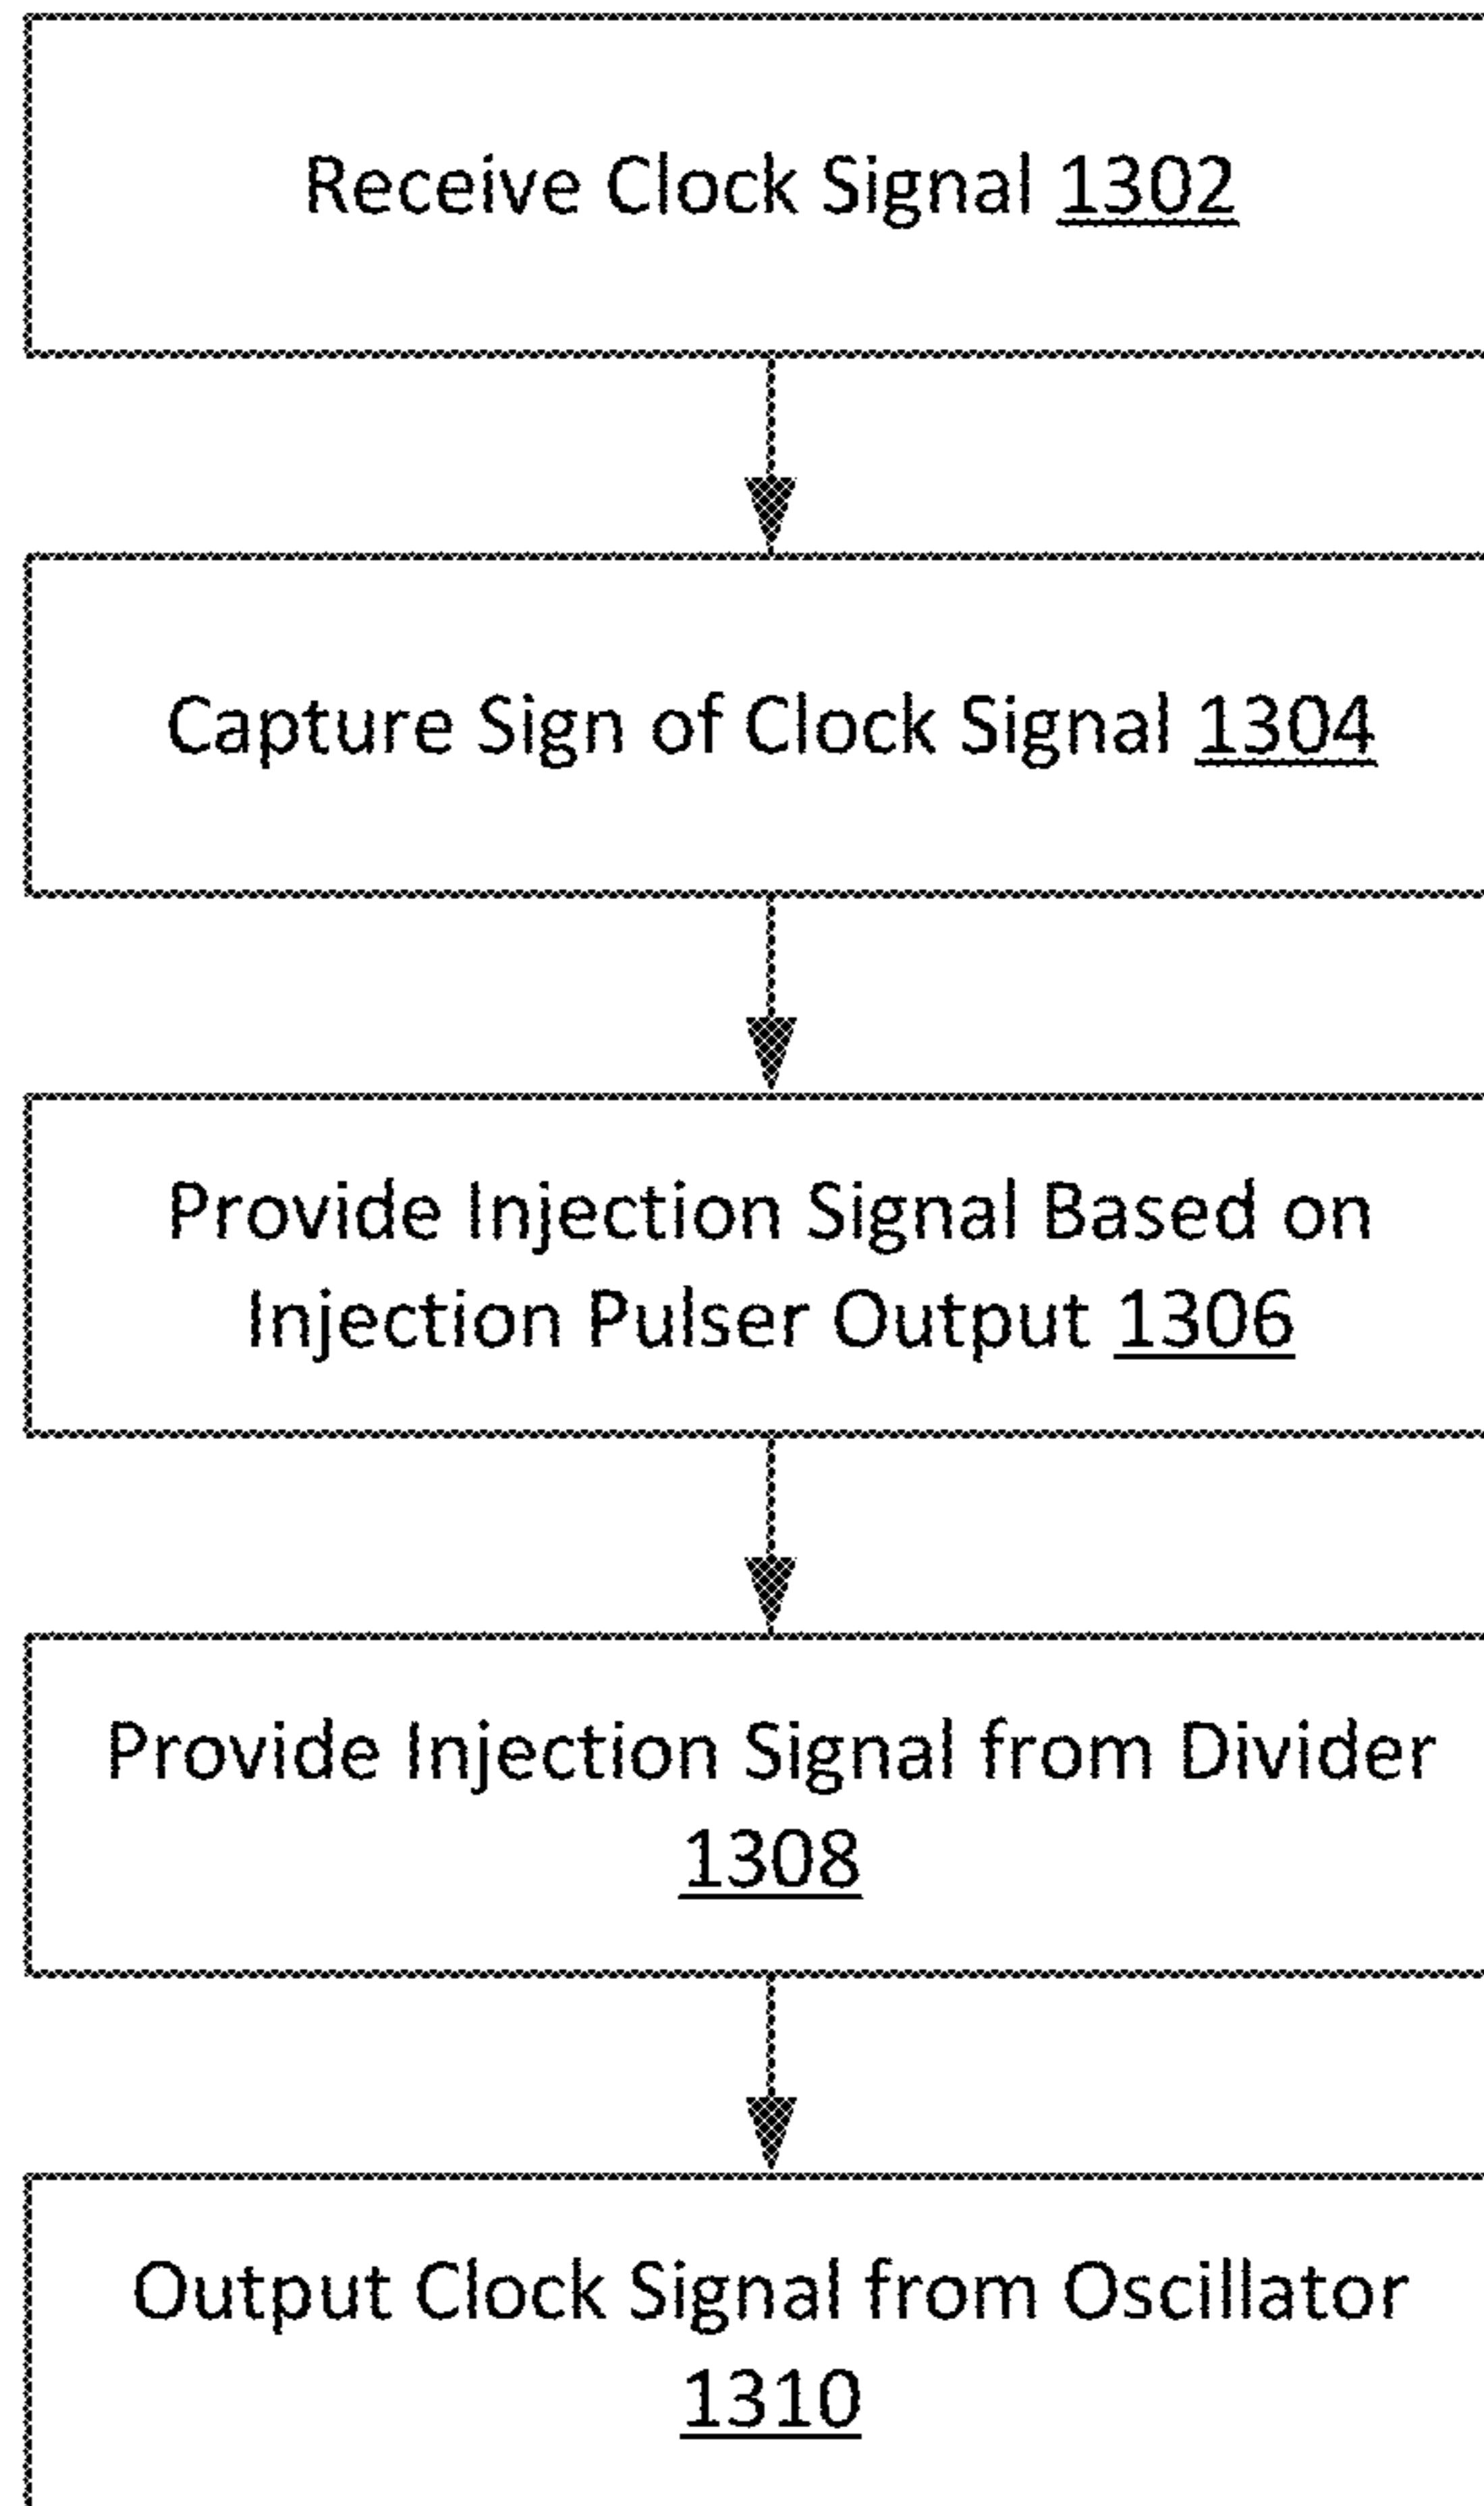 Receive Clock Signal 1302
Capture Sign of Clock Signal 1304
Provide Injection Signal Based on
Injection Pulser Output 1306
Provide Injection Signal from Divider
1308
Output Clock Signal from Oscillator
1310